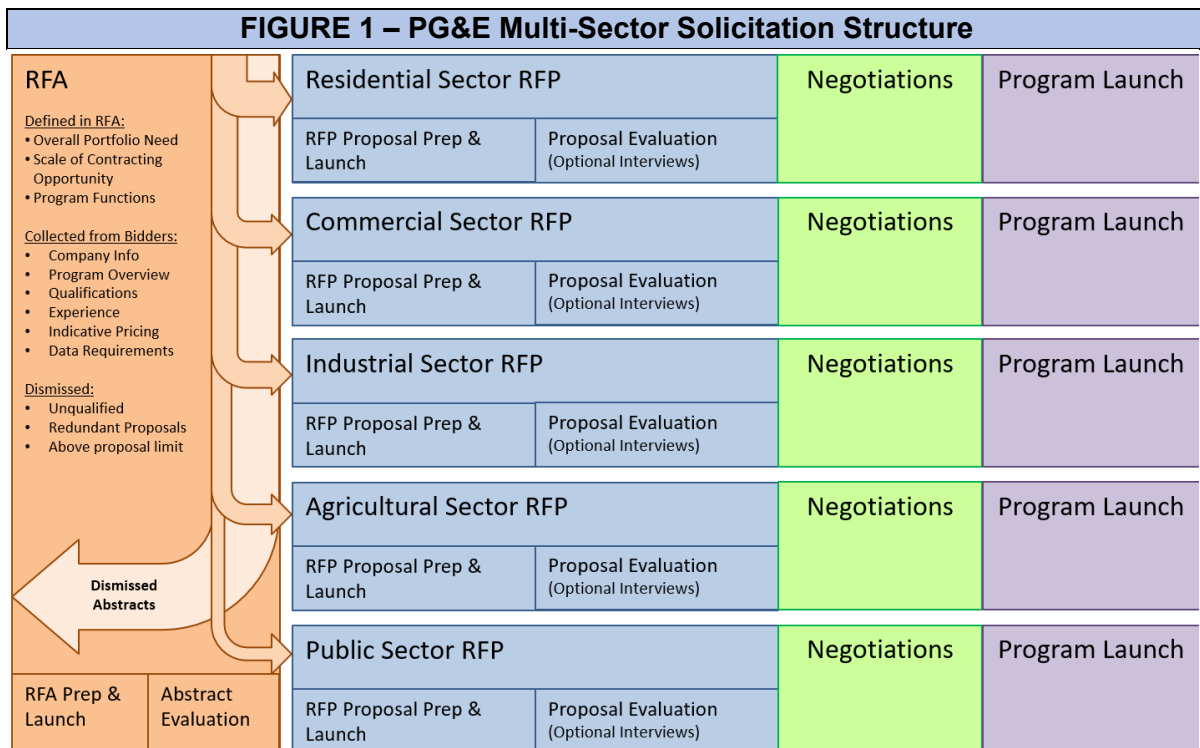 FIGURE 1 – PG&E Multi-Sector Solicitation Structure
RFA
Defined in RFA:
• Overall Portfolio Need
• Scale of Contracting
Opportunity
• Program Functions
Collected from Bidders:
• Company Info
• Program Overview
• Qualifications
• Experience
• Indicative Pricing
• Data Requirements
Dismissed:
• Unqualified
• Redundant Proposals
• Above proposal limit
Dismissed
Abstracts
RFA Prep &
Launch
Abstract
Evaluation
Residential Sector RFP
RFP Proposal Prep &
Launch
Proposal Evaluation
(Optional Interviews)
Negotiations
Program Launch
Commercial Sector RFP
RFP Proposal Prep &
Launch
Proposal Evaluation
(Optional Interviews)
Negotiations
Program Launch
Industrial Sector RFP
RFP Proposal Prep &
Launch
Proposal Evaluation
(Optional Interviews)
Negotiations
Program Launch
Agricultural Sector RFP
RFP Proposal Prep &
Launch
Proposal Evaluation
(Optional Interviews)
Negotiations
Program Launch
Public Sector RFP
RFP Proposal Prep &
Launch
Proposal Evaluation
(Optional Interviews)
Negotiations
Program Launch